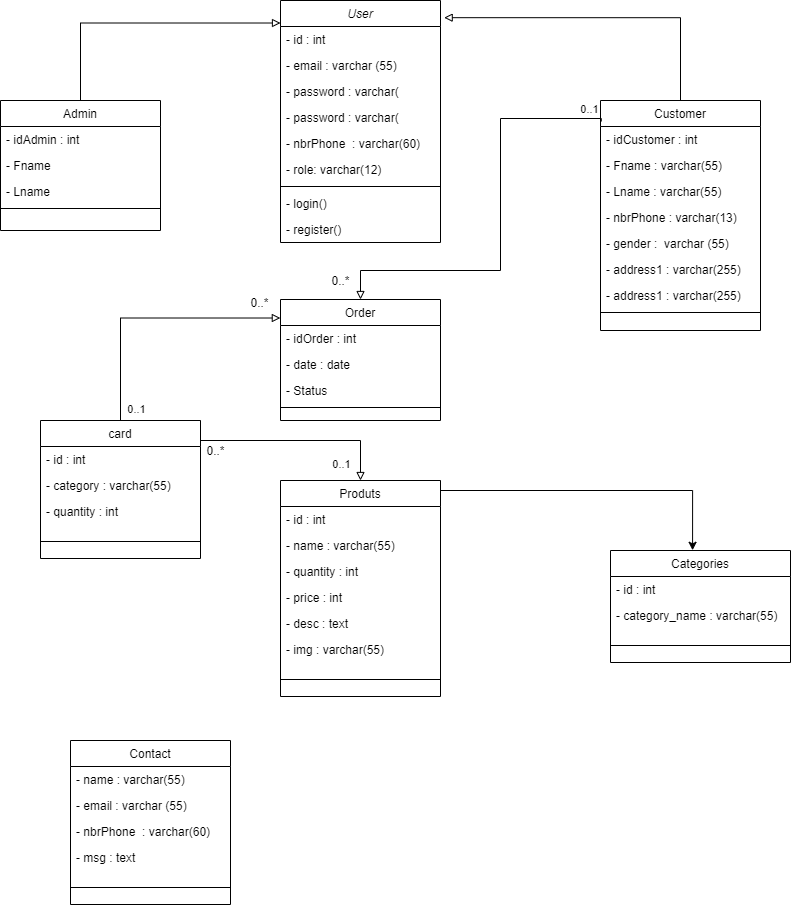 User
- id : int
- email : varchar (55)
- password : varchar(
- password : varchar(
- nbrPhone  : varchar(60)
- role: varchar(12)
- login()
- register()
Admin
- idAdmin : int
- Fname
- Lname
0..1
Customer
- idCustomer : int
- Fname : varchar(55)
- Lname : varchar(55)
- nbrPhone : varchar(13)
- gender :  varchar (55)
- address1 : varchar(255)
- address1 : varchar(255)
0..*
0..*
Order
- idOrder : int
- date : date
- Status
0..1
card
- id : int
- category : varchar(55)
- quantity : int
0..*
0..1
Produts
- id : int
- name : varchar(55)
- quantity : int
- price : int
- desc : text
- img : varchar(55)
Categories
- id : int
- category_name : varchar(55)
Contact
- name : varchar(55)
- email : varchar (55)
- nbrPhone  : varchar(60)
- msg : text